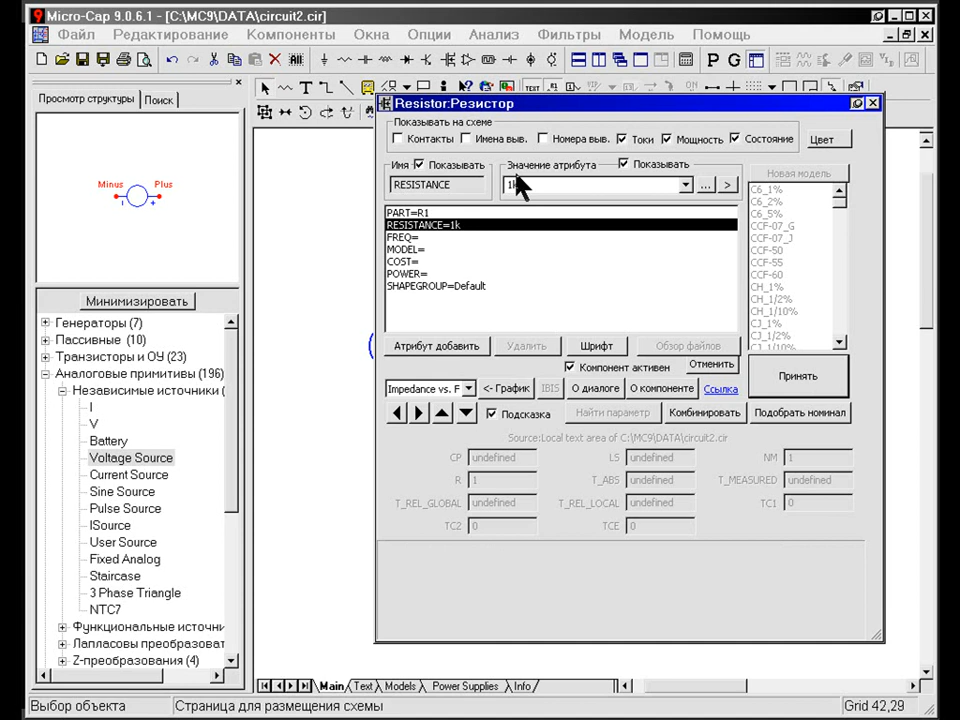 Micro-Cap 9.0.6.1 - [C:\MC9\DATA\circuit2.cir]
Файл Редактирование Компоненты Окна Опции Анализ Фильтры Модель Помощь
P G
T
TEXT
Просмотр структуры Поиск
Minus Plus
Минимизировать
Генераторы (7)
Пассивные (10)
Транзисторы и ОУ (23)
Аналоговые примитивы (196)
Независимые источники (
I
V
Battery
Voltage Source
Current Source
Sine Source
Pulse Source
ISource
User Source
Fixed Analog
Staircase
3 Phase Triangle
NTC7
Функциональные источни
Лапласовы преобразоват
Z-преобразования (4)
Resistor:Резистор
Показывать на схеме
Контакты Имена выв. Номера выв. Токи Мощность Состояние Цвет
Имя Показывать Значение атрибута Показывать
RESISTANCE ... >
PART=R1
RESISTANCE=1k
FREQ=
MODEL=
COST=
POWER=
SHAPEGROUP=Default
Новая модель
C6_1%
C6_2%
C6_5%
CCF-07_G
CCF-07_J
CCF-50
CCF-55
CCF-60
CH_1%
CH_1/2%
CH_1/10%
CJ_1%
CJ_1/2%
CJ_1/10%
Атрибут добавить Удалить Шрифт Обзор файлов
Компонент активен Отменить
Принять
Impedance vs. F <- График IBIS О диалоге О компоненте Ссылка
Подсказка Найти параметр Комбинировать Подобрать номинал
Source:Local text area of C:\MC9\DATA\circuit2.cir
CP undefined LS undefined NM 1
R 1 T_ABS undefined T_MEASURED undefined
T_REL_GLOBAL undefined T_REL_LOCAL undefined TC1 0
TC2 0 TCE 0
Main Text Models Power Supplies Info
Выбор объекта Страница для размещения схемы Grid 42,29